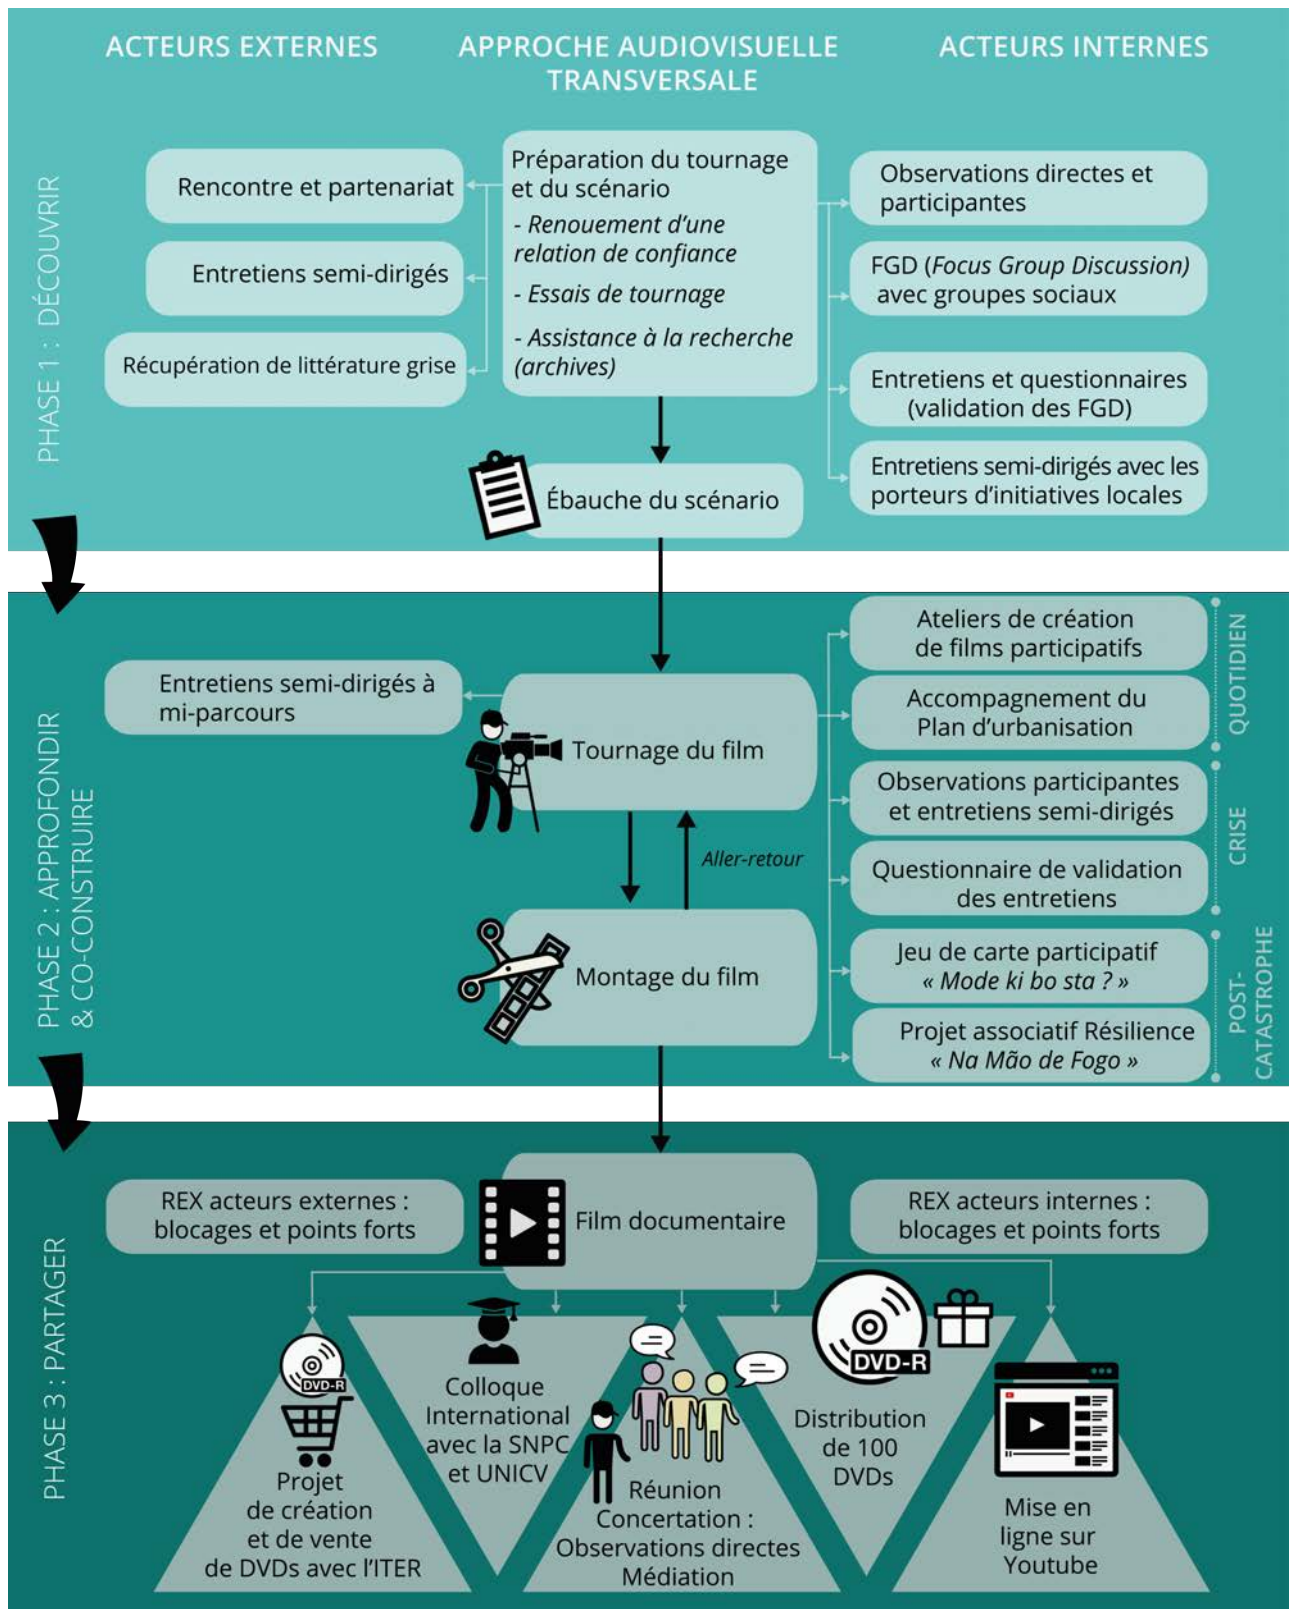 ACTEURS EXTERNES
APPROCHE AUDIOVISUELLE
TRANSVERSALE
ACTEURS INTERNES
PHASE 1 : DÉCOUVRIR
Rencontre et partenariat
Entretiens semi-dirigés
Récupération de littérature grise
Préparation du tournage
et du scénario
- Renouement d'une
relation de confiance
- Essais de tournage
- Assistance à la recherche
(archives)
Ébauche du scénario
Observations directes et
participantes
FGD (Focus Group Discussion)
avec groupes sociaux
Entretiens et questionnaires
(validation des FGD)
Entretiens semi-dirigés avec les
porteurs d'initiatives locales
PHASE 2 : APPROFONDIR
& CO-CONSTRUIRE
Entretiens semi-dirigés à
mi-parcours
Tournage du film
Aller-retour
Montage du film
Ateliers de création
de films participatifs
Accompagnement du
Plan d'urbanisation
QUOTIDIEN
Observations participantes
et entretiens semi-dirigés
Questionnaire de validation
des entretiens
CRISE
Jeu de carte participatif
« Mode ki bo sta ? »
Projet associatif Résilience
« Na Mão de Fogo »
POST-
CATASTROPHE
PHASE 3 : PARTAGER
REX acteurs externes :
blocages et points forts
Film documentaire
REX acteurs internes :
blocages et points forts
DVD-R
Projet
de création
et de vente
de DVDs avec l'ITER
Colloque
International
avec la SNPC
et UNICV
Réunion
Concertation :
Observations directes
Médiation
DVD-R
Distribution
de 100
DVDs
Mise en
ligne sur
Youtube